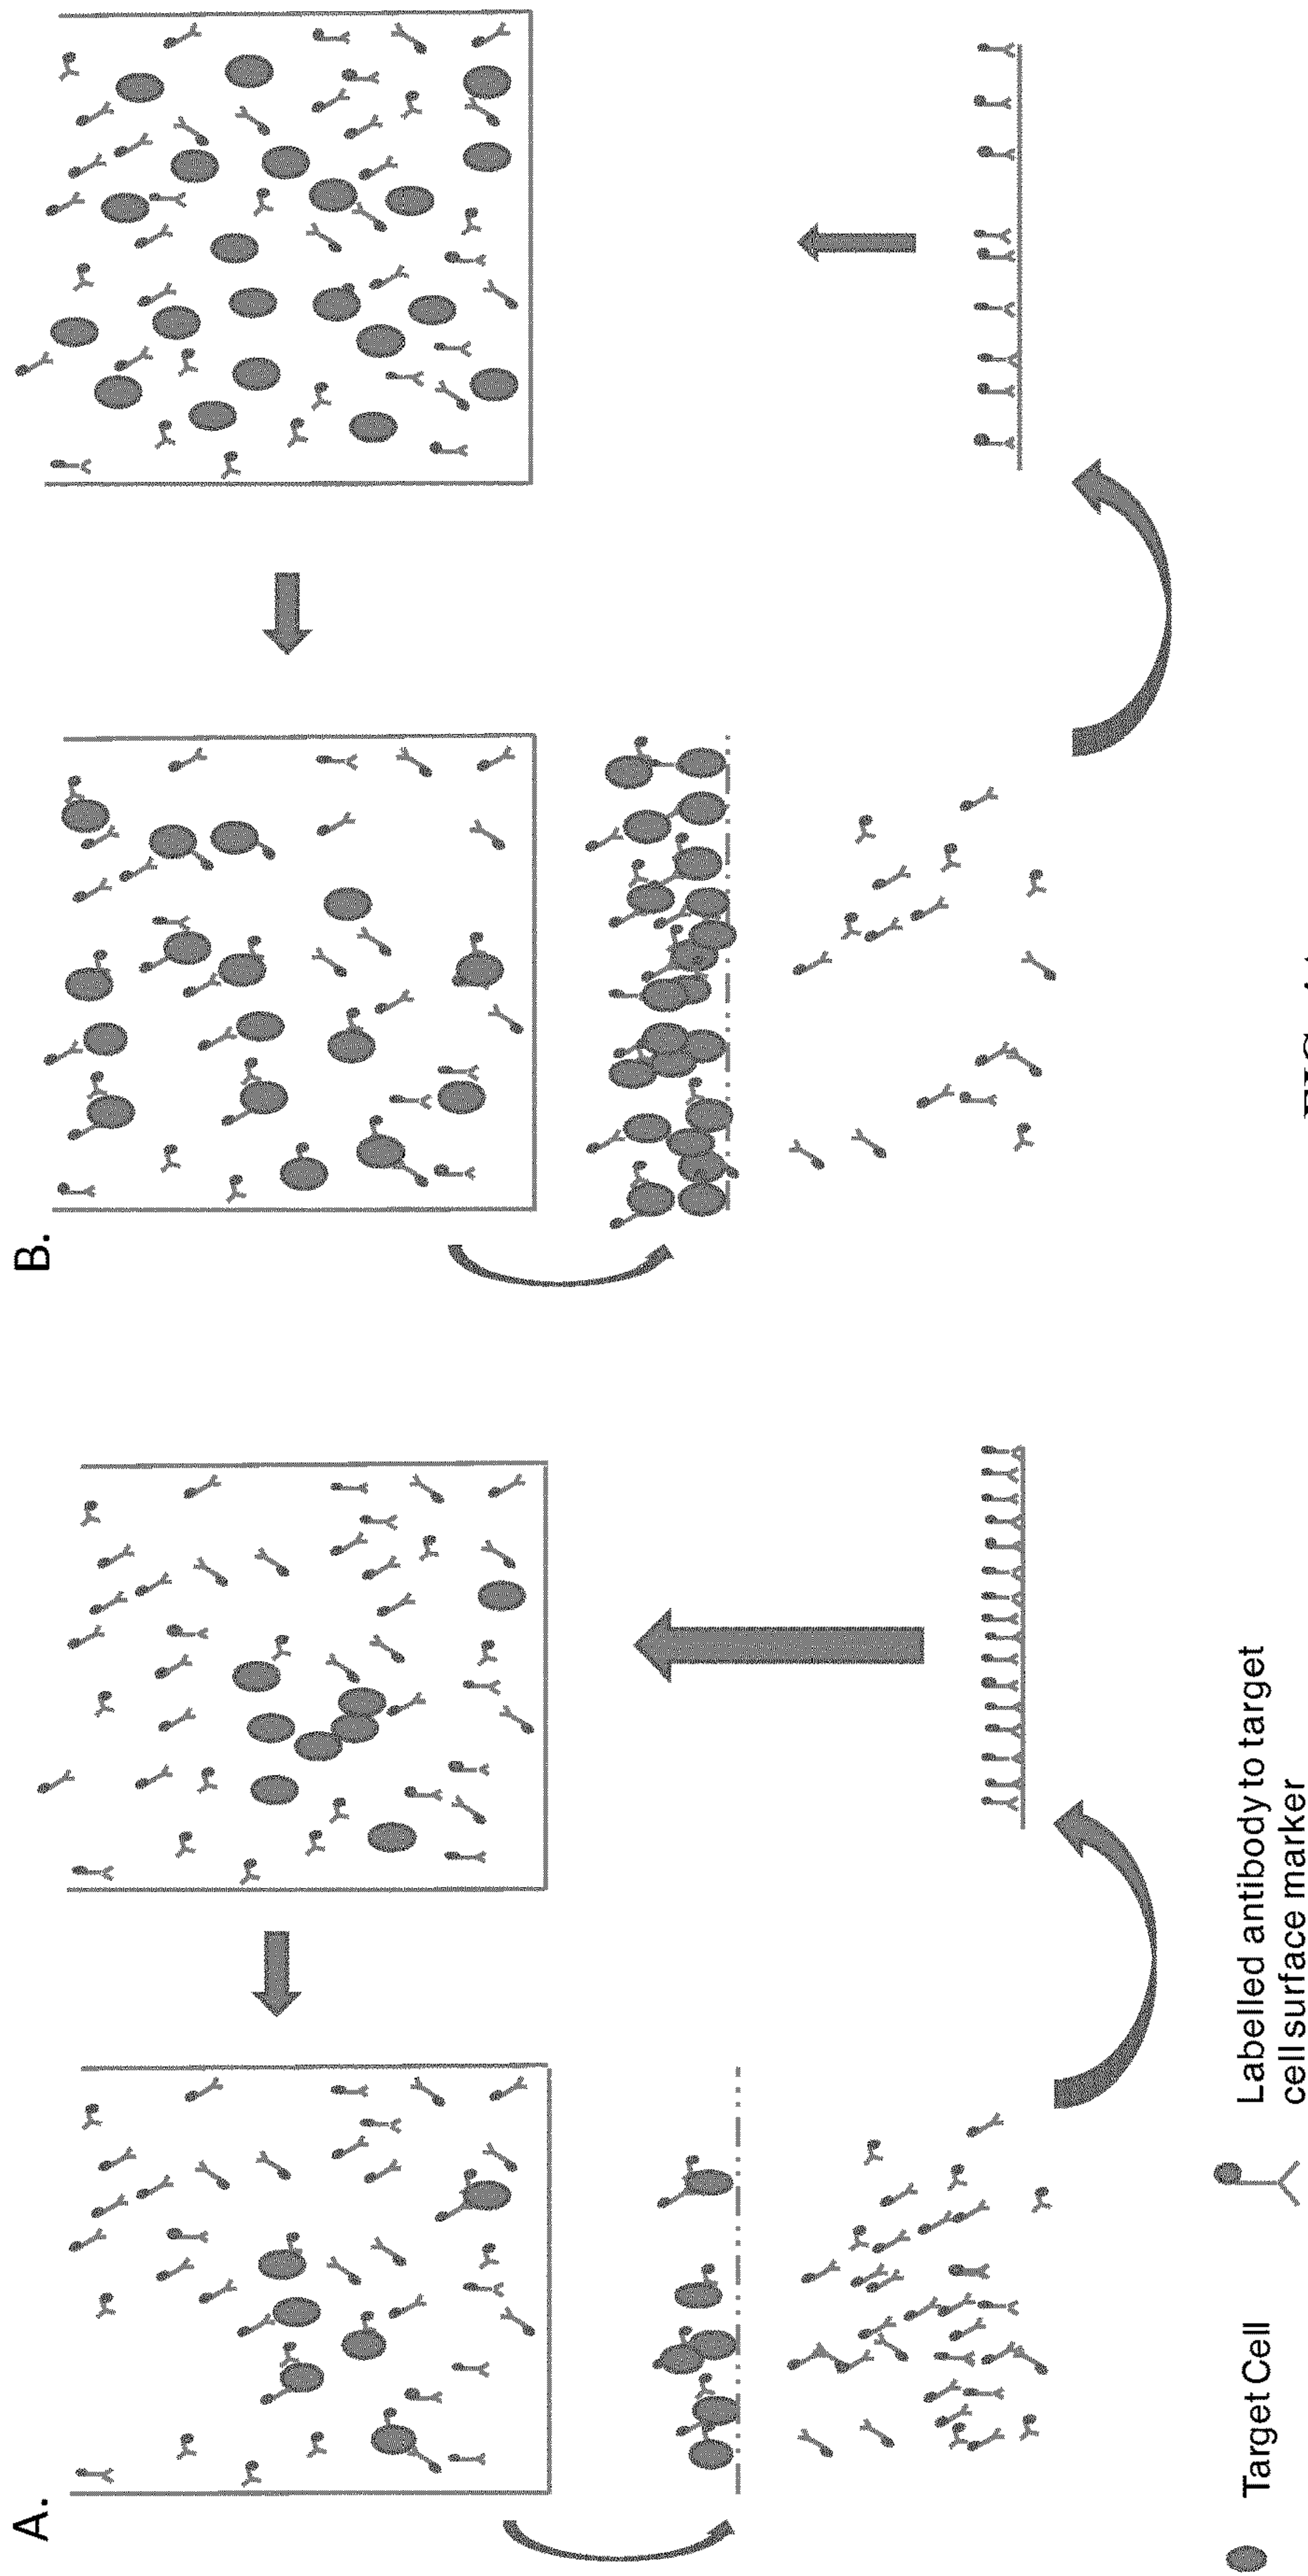 A.
B.
Target Cell
Labelled antibody to target
cell surface marker